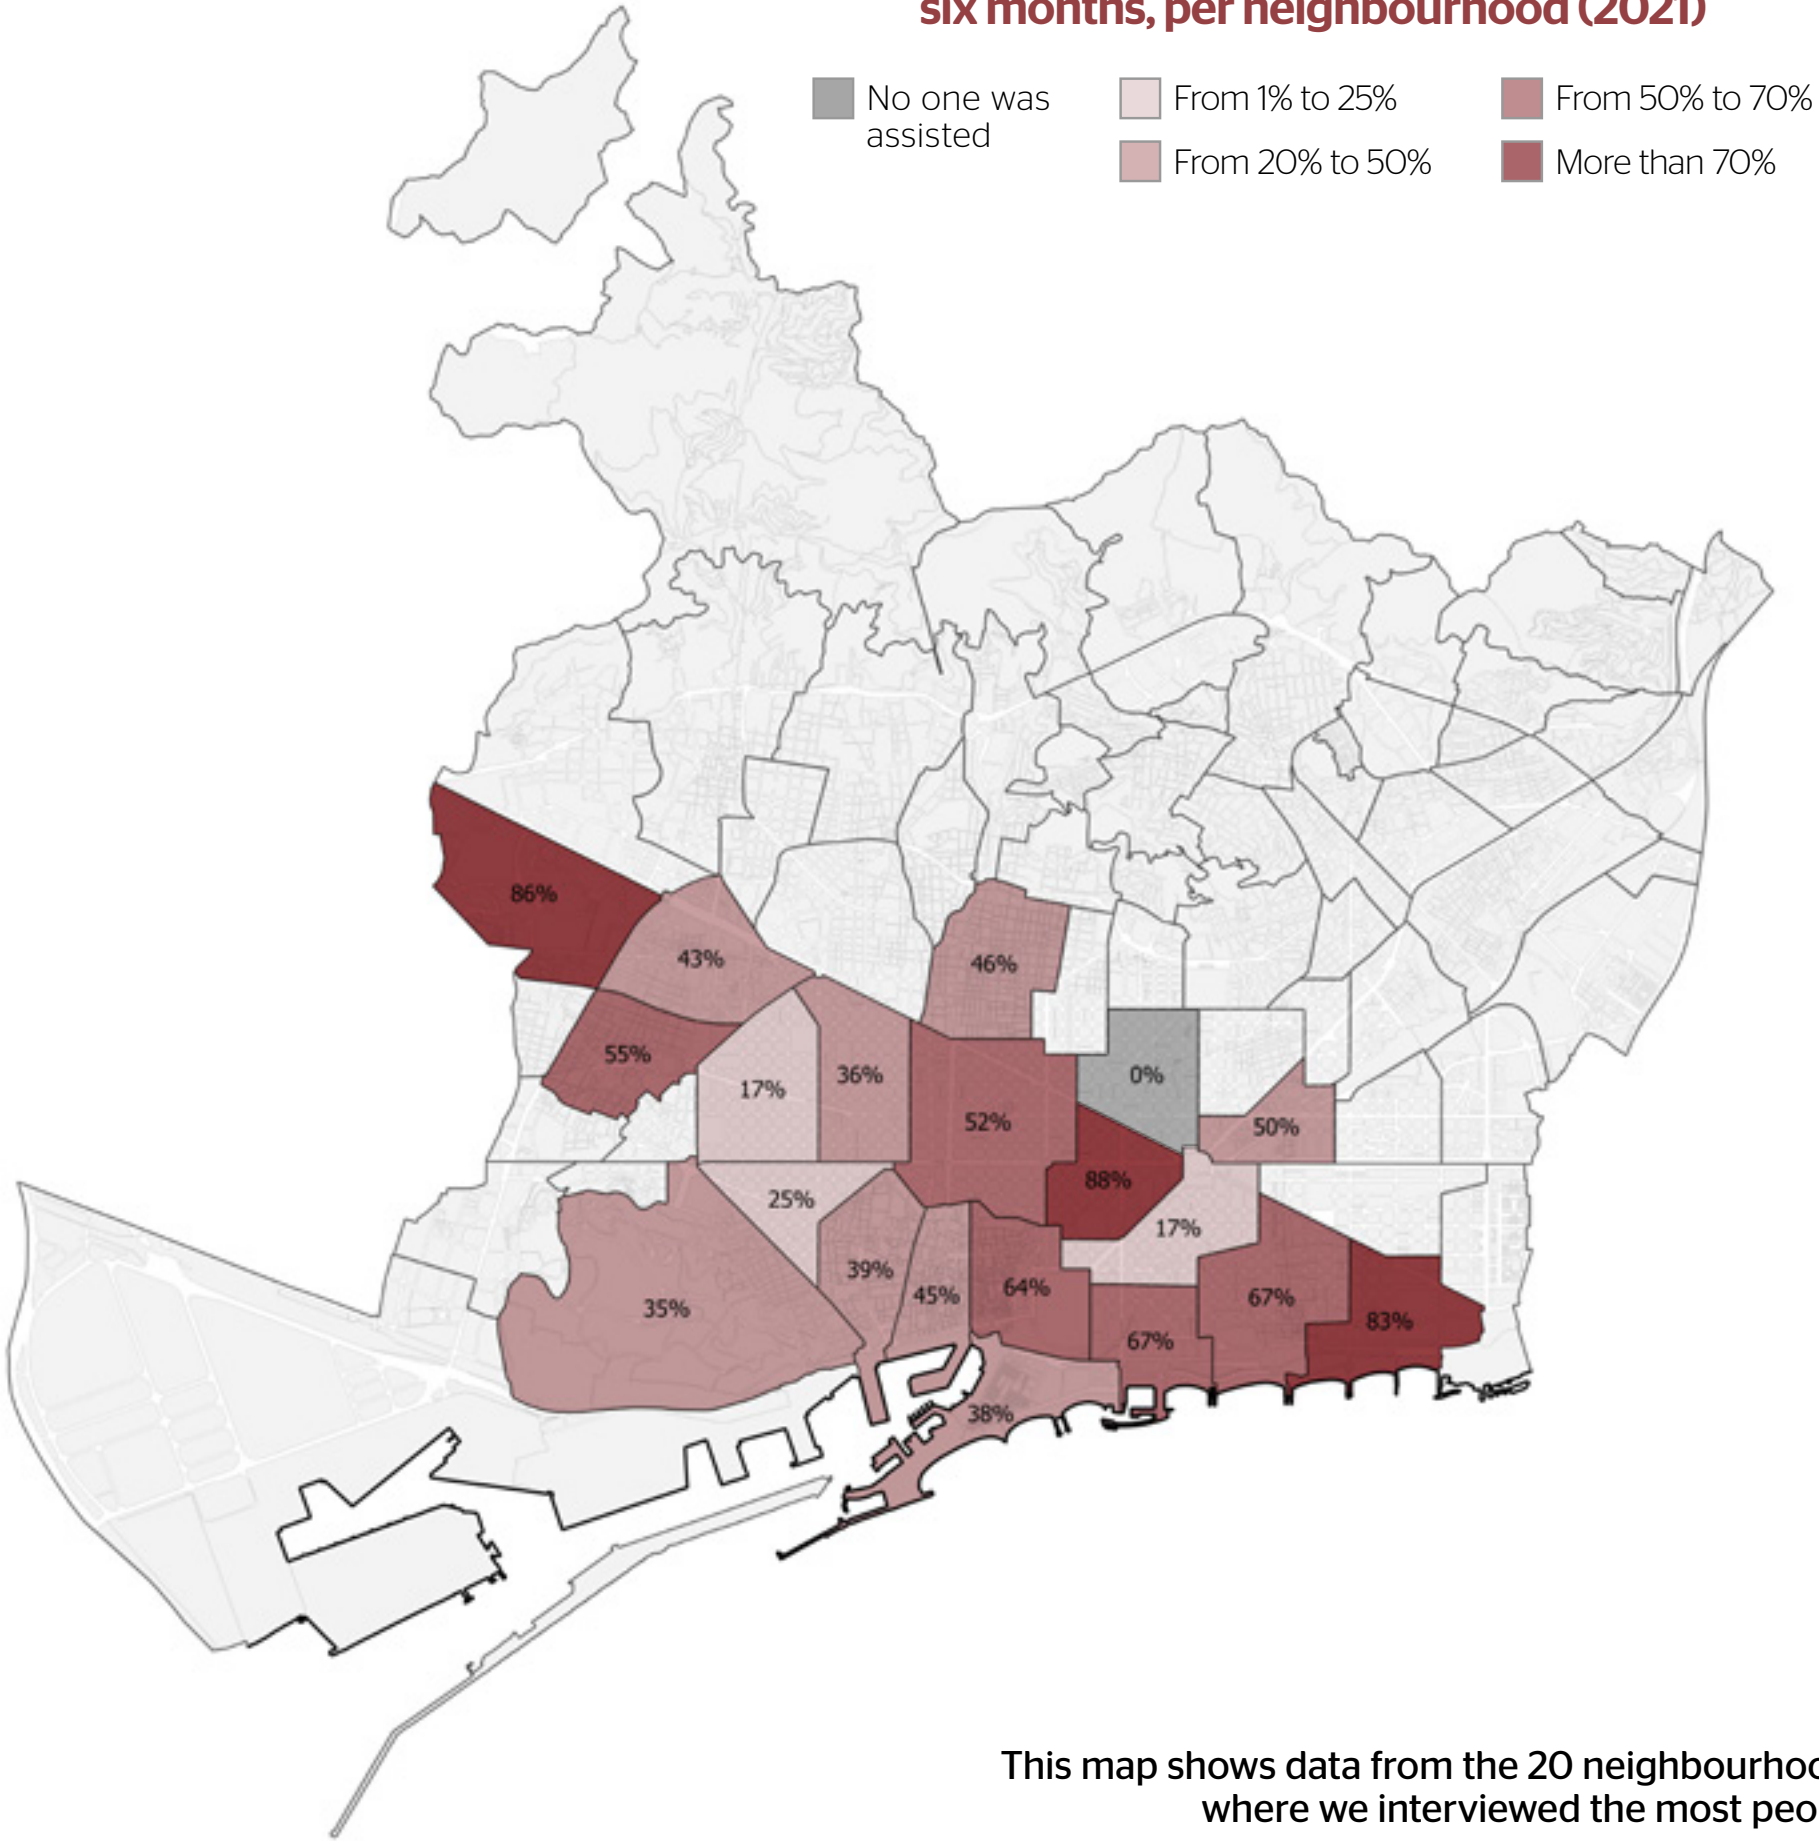 six months, per neighbourhood (2021)
No one was
assisted
From 1% to 25%
From 20% to 50%
From 50% to 70%
More than 70%
86%
43%
46%
55%
17%
36%
0%
52%
50%
88%
25%
17%
39%
45%
64%
67%
35%
67%
83%
38%
This map shows data from the 20 neighbourhoo
where we interviewed the most peo